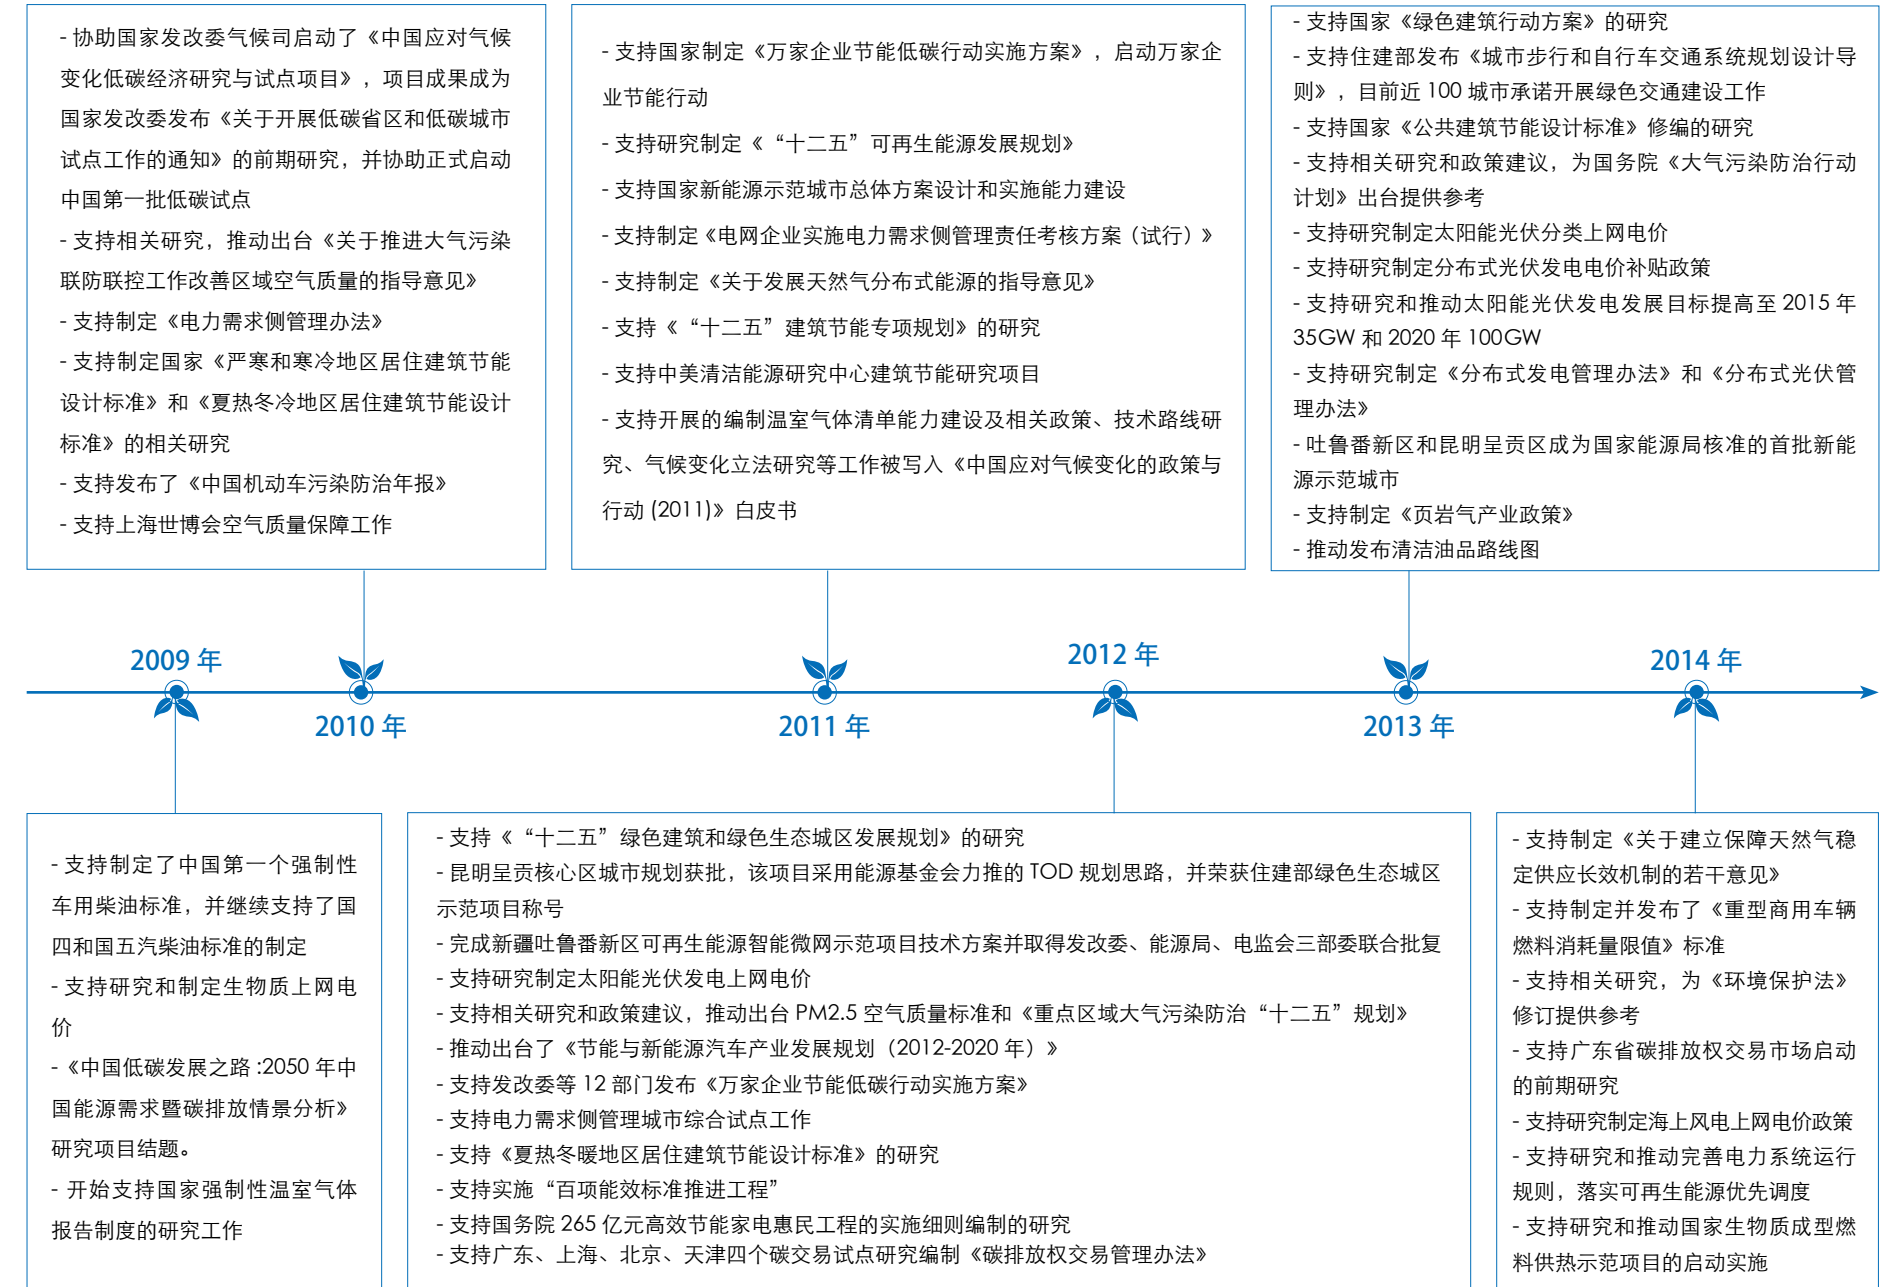 - 协助国家发改委气候司启动了《中国应对气候
变化低碳经济研究与试点项目》，项目成果成为
国家发改委发布《关于开展低碳省区和低碳城市
试点工作的通知》的前期研究，并协助正式启动
中国第一批低碳试点
- 支持相关研究，推动出台《关于推进大气污染
联防联控工作改善区域空气质量的指导意见》
- 支持制定《电力需求侧管理办法》
- 支持制定国家《严寒和寒冷地区居住建筑节能
设计标准》和《夏热冬冷地区居住建筑节能设计
标准》的相关研究
- 支持发布了《中国机动车污染防治年报》
- 支持上海世博会空气质量保障工作
- 支持国家制定《万家企业节能低碳行动实施方案》，启动万家企
业节能行动
- 支持研究制定《“十二五”可再生能源发展规划》
- 支持国家新能源示范城市总体方案设计和实施能力建设
- 支持制定《电网企业实施电力需求侧管理责任考核方案（试行）》
- 支持制定《关于发展天然气分布式能源的指导意见》
- 支持《“十二五”建筑节能专项规划》的研究
- 支持中美清洁能源研究中心建筑节能研究项目
- 支持开展的编制温室气体清单能力建设及相关政策、技术路线研
究、气候变化立法研究等工作被写入《中国应对气候变化的政策与
行动 (2011)》白皮书
- 支持国家《绿色建筑行动方案》的研究
- 支持住建部发布《城市步行和自行车交通系统规划设计导
则》，目前近 100 城市承诺开展绿色交通建设工作
- 支持国家《公共建筑节能设计标准》修编的研究
- 支持相关研究和政策建议，为国务院《大气污染防治行动
计划》出台提供参考
- 支持研究制定太阳能光伏分类上网电价
- 支持研究制定分布式光伏发电电价补贴政策
- 支持研究和推动太阳能光伏发电发展目标提高至 2015 年
35GW 和 2020 年 100GW
- 支持研究制定《分布式发电管理办法》和《分布式光伏管
理办法》
- 吐鲁番新区和昆明呈贡区成为国家能源局核准的首批新能
源示范城市
- 支持制定《页岩气产业政策》
- 推动发布清洁油品路线图
2009 年
2010 年
2011 年
2012 年
2013 年
2014 年
- 支持制定了中国第一个强制性
车用柴油标准，并继续支持了国
四和国五汽柴油标准的制定
- 支持研究和制定生物质上网电
价
-《中国低碳发展之路:2050 年中
国能源需求暨碳排放情景分析》
研究项目结题。
- 开始支持国家强制性温室气体
报告制度的研究工作
- 支持《“十二五”绿色建筑和绿色生态城区发展规划》的研究
- 昆明呈贡核心区城市规划获批，该项目采用能源基金会力推的 TOD 规划思路，并荣获住建部绿色生态城区
示范项目称号
- 完成新疆吐鲁番新区可再生能源智能微网示范项目技术方案并取得发改委、能源局、电监会三部委联合批复
- 支持研究制定太阳能光伏发电上网电价
- 支持相关研究和政策建议，推动出台 PM2.5 空气质量标准和《重点区域大气污染防治“十二五”规划》
- 推动出台了《节能与新能源汽车产业发展规划（2012-2020 年）》
- 支持发改委等 12 部门发布《万家企业节能低碳行动实施方案》
- 支持电力需求侧管理城市综合试点工作
- 支持《夏热冬暖地区居住建筑节能设计标准》的研究
- 支持实施“百项能效标准推进工程”
- 支持国务院 265 亿元高效节能家电惠民工程的实施细则编制的研究
- 支持广东、上海、北京、天津四个碳交易试点研究编制《碳排放权交易管理办法》
- 支持制定《关于建立保障天然气稳
定供应长效机制的若干意见》
- 支持制定并发布了《重型商用车辆
燃料消耗量限值》标准
- 支持相关研究，为《环境保护法》
修订提供参考
- 支持广东省碳排放权交易市场启动
的前期研究
- 支持研究制定海上风电上网电价政策
- 支持研究和推动完善电力系统运行
规则，落实可再生能源优先调度
- 支持研究和推动国家生物质成型燃
料供热示范项目的启动实施